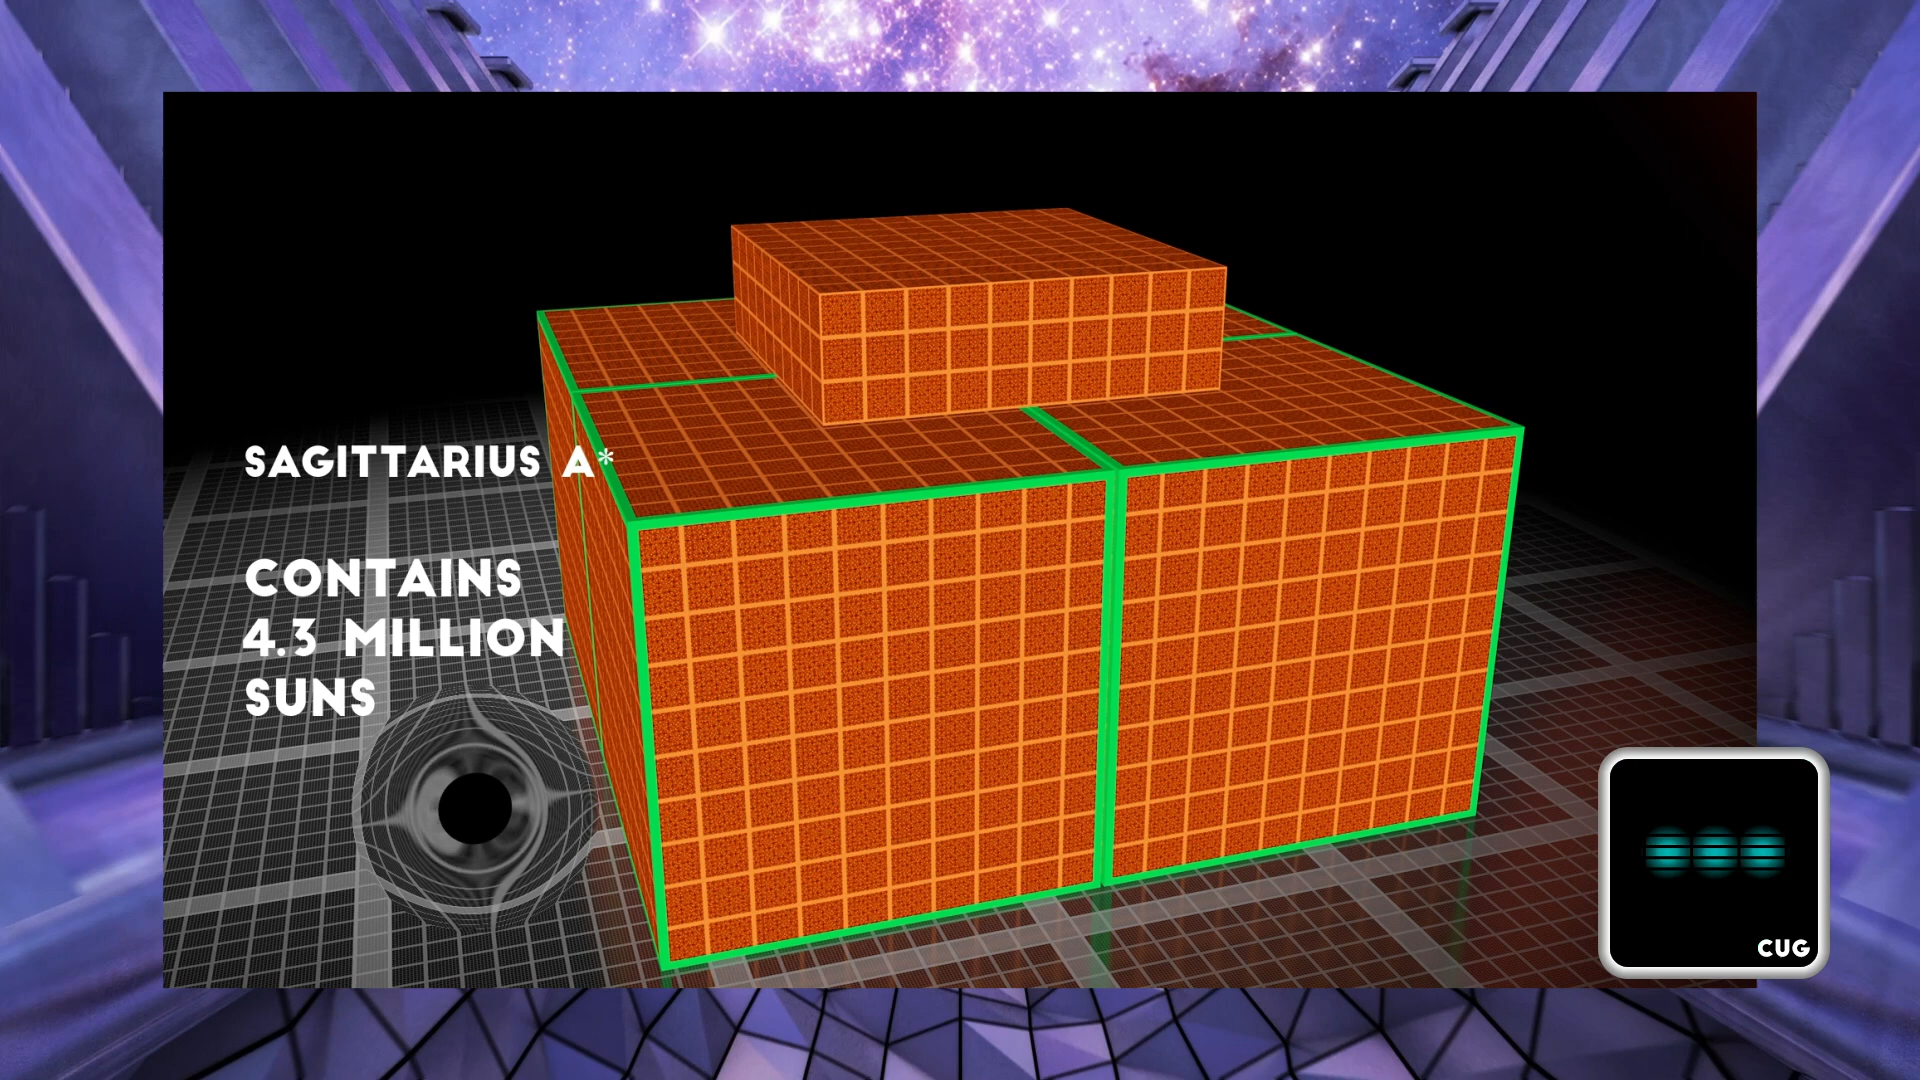 SAGITTARIUS A*
CONTAINS
4.3 MILLION
SUNS
CUG